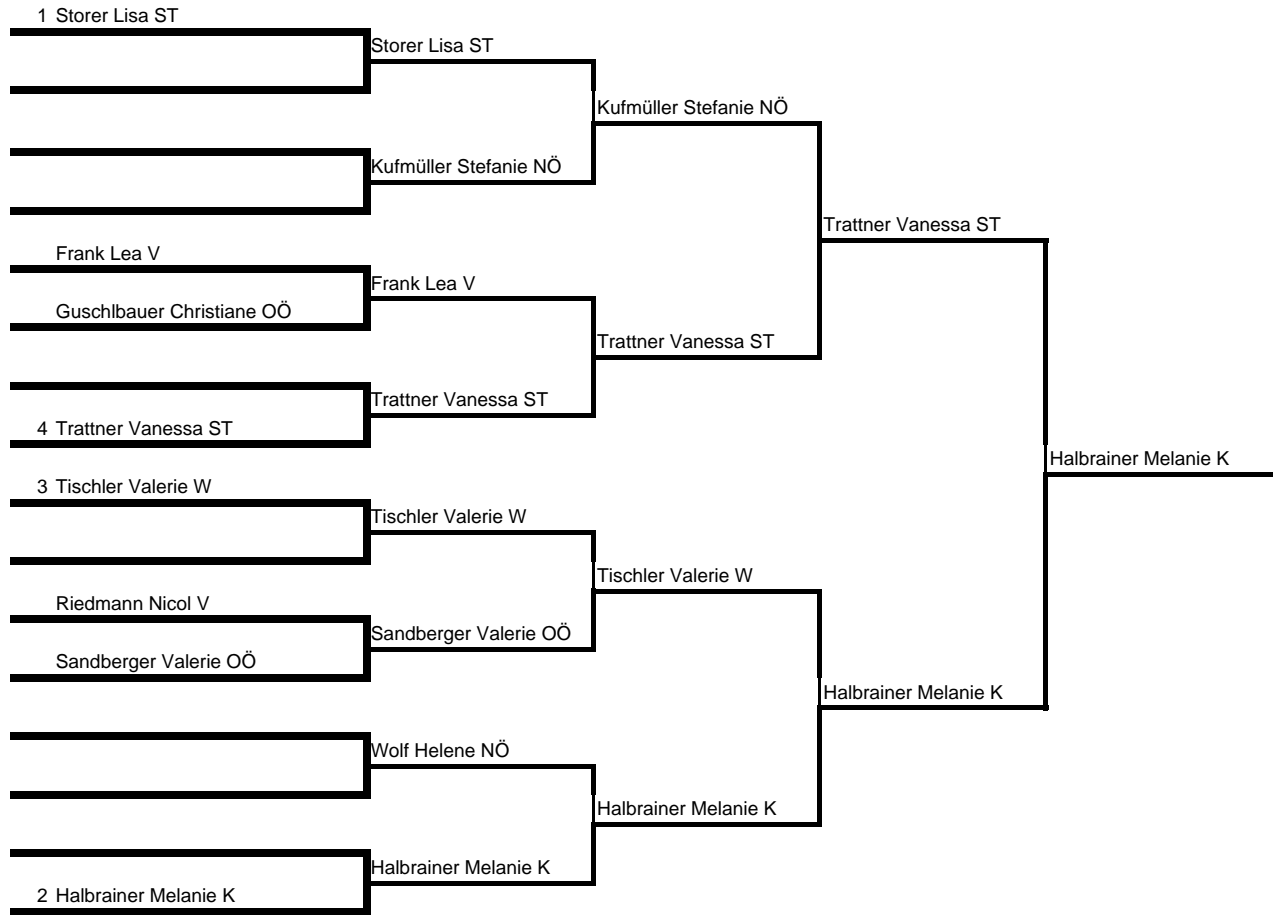 1 Storer Lisa ST
Storer Lisa ST
Kufmüller Stefanie NÖ
Kufmüller Stefanie NÖ
Trattner Vanessa ST
Frank Lea V
Frank Lea V
Guschlbauer Christiane OÖ
Trattner Vanessa ST
Trattner Vanessa ST
4 Trattner Vanessa ST
Halbrainer Melanie K
3 Tischler Valerie W
Tischler Valerie W
Tischler Valerie W
Riedmann Nicol V
Sandberger Valerie OÖ
Sandberger Valerie OÖ
Halbrainer Melanie K
Wolf Helene NÖ
Halbrainer Melanie K
Halbrainer Melanie K
2 Halbrainer Melanie K